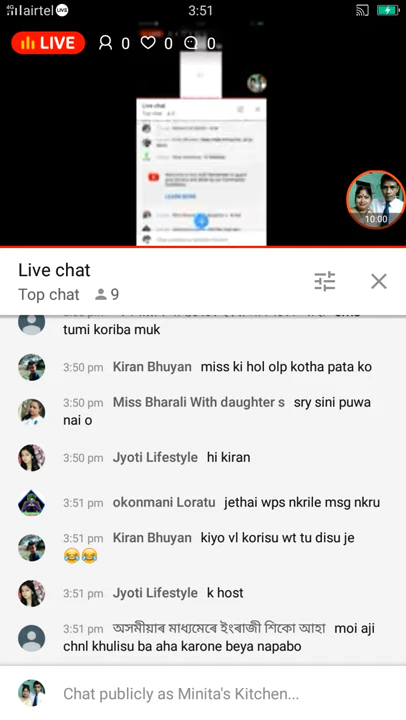 4G airtel LIVE 3:51
LIVE 0 0 0
Live chat
10:00
Live chat
Top chat 9
tumi koriba muk
3:50 pm Kiran Bhuyan miss ki hol olp kotha pata ko
3:50 pm Miss Bharali With daughter s sry sini puwa
nai o
3:50 pm Jyoti Lifestyle hi kiran
3:51 pm okonmani Loratu jethai wps nkrile msg nkru
3:51 pm Kiran Bhuyan kiyo vl korisu wt tu disu je
😂😂
3:51 pm Jyoti Lifestyle k host
3:51 pm অসমীয়াৰ মাধ্যমেৰে ইংৰাজী শিকো আহা moi aji
chnl khulisu ba aha karone beya napabo
Chat publicly as Minita's Kitchen...